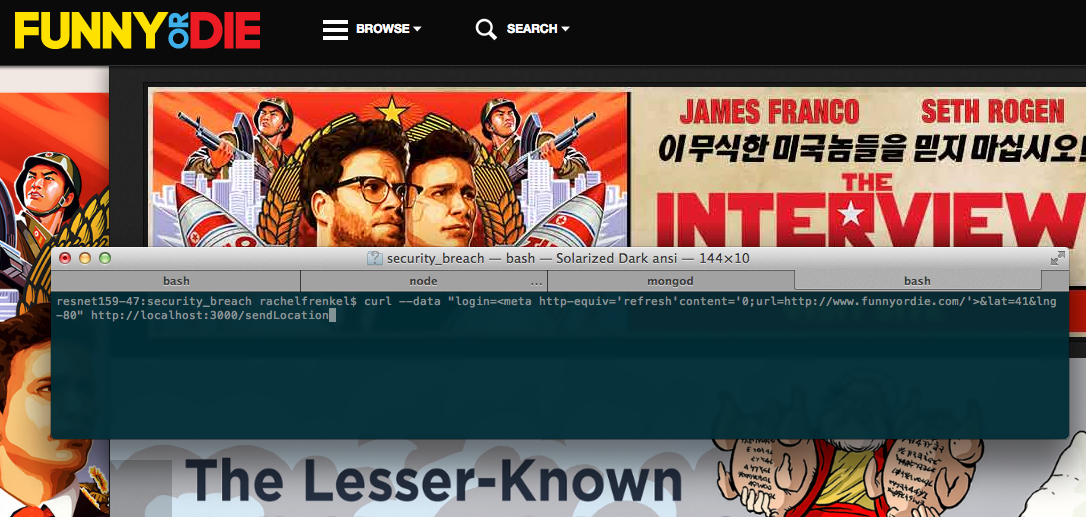 FUNNY OR DIE
BROWSE
SEARCH
JAMES FRANCO SETH ROGEN
이 무식한 미국놈들을 믿지 마십시오!
THE
INTERVIEW
security_breach — bash — Solarized Dark ansi — 144×10
bash node ... mongod bash
resnet159-47:security_breach rachelfrenkel$ curl --data "login=<meta http-equiv='refresh'content='0;url=http://www.funnyordie.com/'>&lat=41&lng
-80" http://localhost:3000/sendLocation
The Lesser-Known